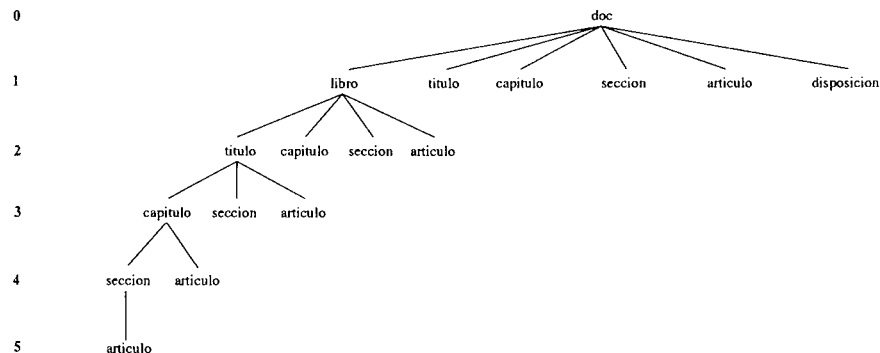 0 doc
1 libro titulo capitulo seccion articulo disposicion
2 titulo capitulo seccion articulo
3 capitulo seccion articulo
4 seccion articulo
5 articulo